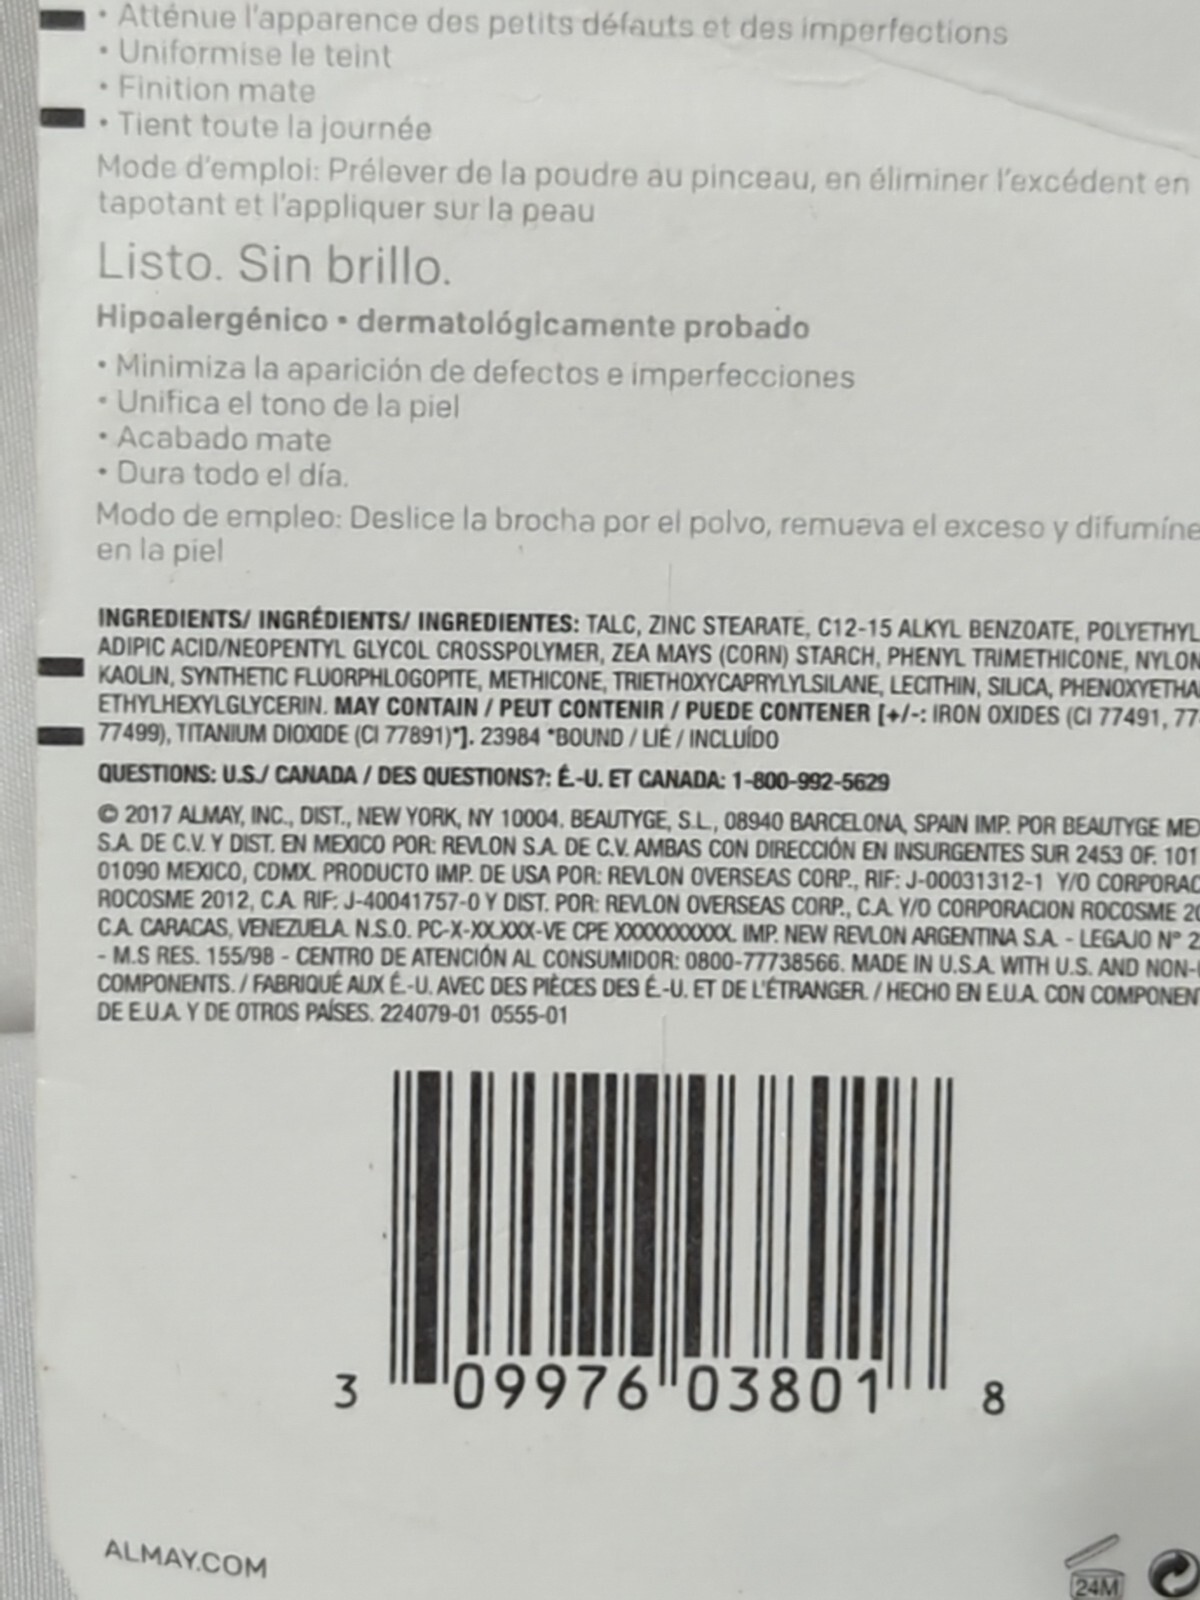 • Atténue l'apparence des petits défauts et des imperfections
• Uniformise le teint
• Finition mate
• Tient toute la journée
Mode d'emploi: Prélever de la poudre au pinceau, en éliminer l'excédent en
tapotant et l'appliquer sur la peau
Listo. Sin brillo.
Hipoalergénico • dermatológicamente probado
• Minimiza la aparición de defectos e imperfecciones
• Unifica el tono de la piel
• Acabado mate
• Dura todo el día.
Modo de empleo: Deslice la brocha por el polvo, remueva el exceso y difumíne
en la piel
INGREDIENTS/ INGRÉDIENTS/ INGREDIENTES: TALC, ZINC STEARATE, C12-15 ALKYL BENZOATE, POLYETHYL
ADIPIC ACID/NEOPENTYL GLYCOL CROSSPOLYMER, ZEA MAYS (CORN) STARCH, PHENYL TRIMETHICONE, NYLON
KAOLIN, SYNTHETIC FLUORPHLOGOPITE, METHICONE, TRIETHOXYCAPRYLYLSILANE, LECITHIN, SILICA, PHENOXYETHA
ETHYLHEXYLGLYCERIN. MAY CONTAIN / PEUT CONTENIR / PUEDE CONTENER [+/-: IRON OXIDES (CI 77491, 77
77499), TITANIUM DIOXIDE (CI 77891)*]. 23984 *BOUND / LIÉ / INCLUÍDO
QUESTIONS: U.S./ CANADA / DES QUESTIONS?: É.-U. ET CANADA: 1-800-992-5629
© 2017 ALMAY, INC., DIST., NEW YORK, NY 10004. BEAUTYGE, S.L., 08940 BARCELONA, SPAIN IMP. POR BEAUTYGE MEX
S.A. DE C.V. Y DIST. EN MEXICO POR: REVLON S.A. DE C.V. AMBAS CON DIRECCIÓN EN INSURGENTES SUR 2453 OF. 101
01090 MEXICO, CDMX. PRODUCTO IMP. DE USA POR: REVLON OVERSEAS CORP., RIF: J-00031312-1 Y/O CORPORAC
ROCOSME 2012, C.A. RIF: J-40041757-0 Y DIST. POR: REVLON OVERSEAS CORP., C.A. Y/O CORPORACION ROCOSME 20
C.A. CARACAS, VENEZUELA. N.S.O. PC-X-XX.XXX-VE CPE XXXXXXXXXX. IMP. NEW REVLON ARGENTINA S.A. - LEGAJO N° 2
- M.S RES. 155/98 - CENTRO DE ATENCIÓN AL CONSUMIDOR: 0800-77738566. MADE IN U.S.A. WITH U.S. AND NON-
COMPONENTS. / FABRIQUÉ AUX É.-U. AVEC DES PIÈCES DES É.-U. ET DE L'ÉTRANGER. / HECHO EN E.U.A. CON COMPONEN
DE E.U.A. Y DE OTROS PAÍSES. 224079-01 0555-01
3 09976 03801 8
ALMAY.COM
24M